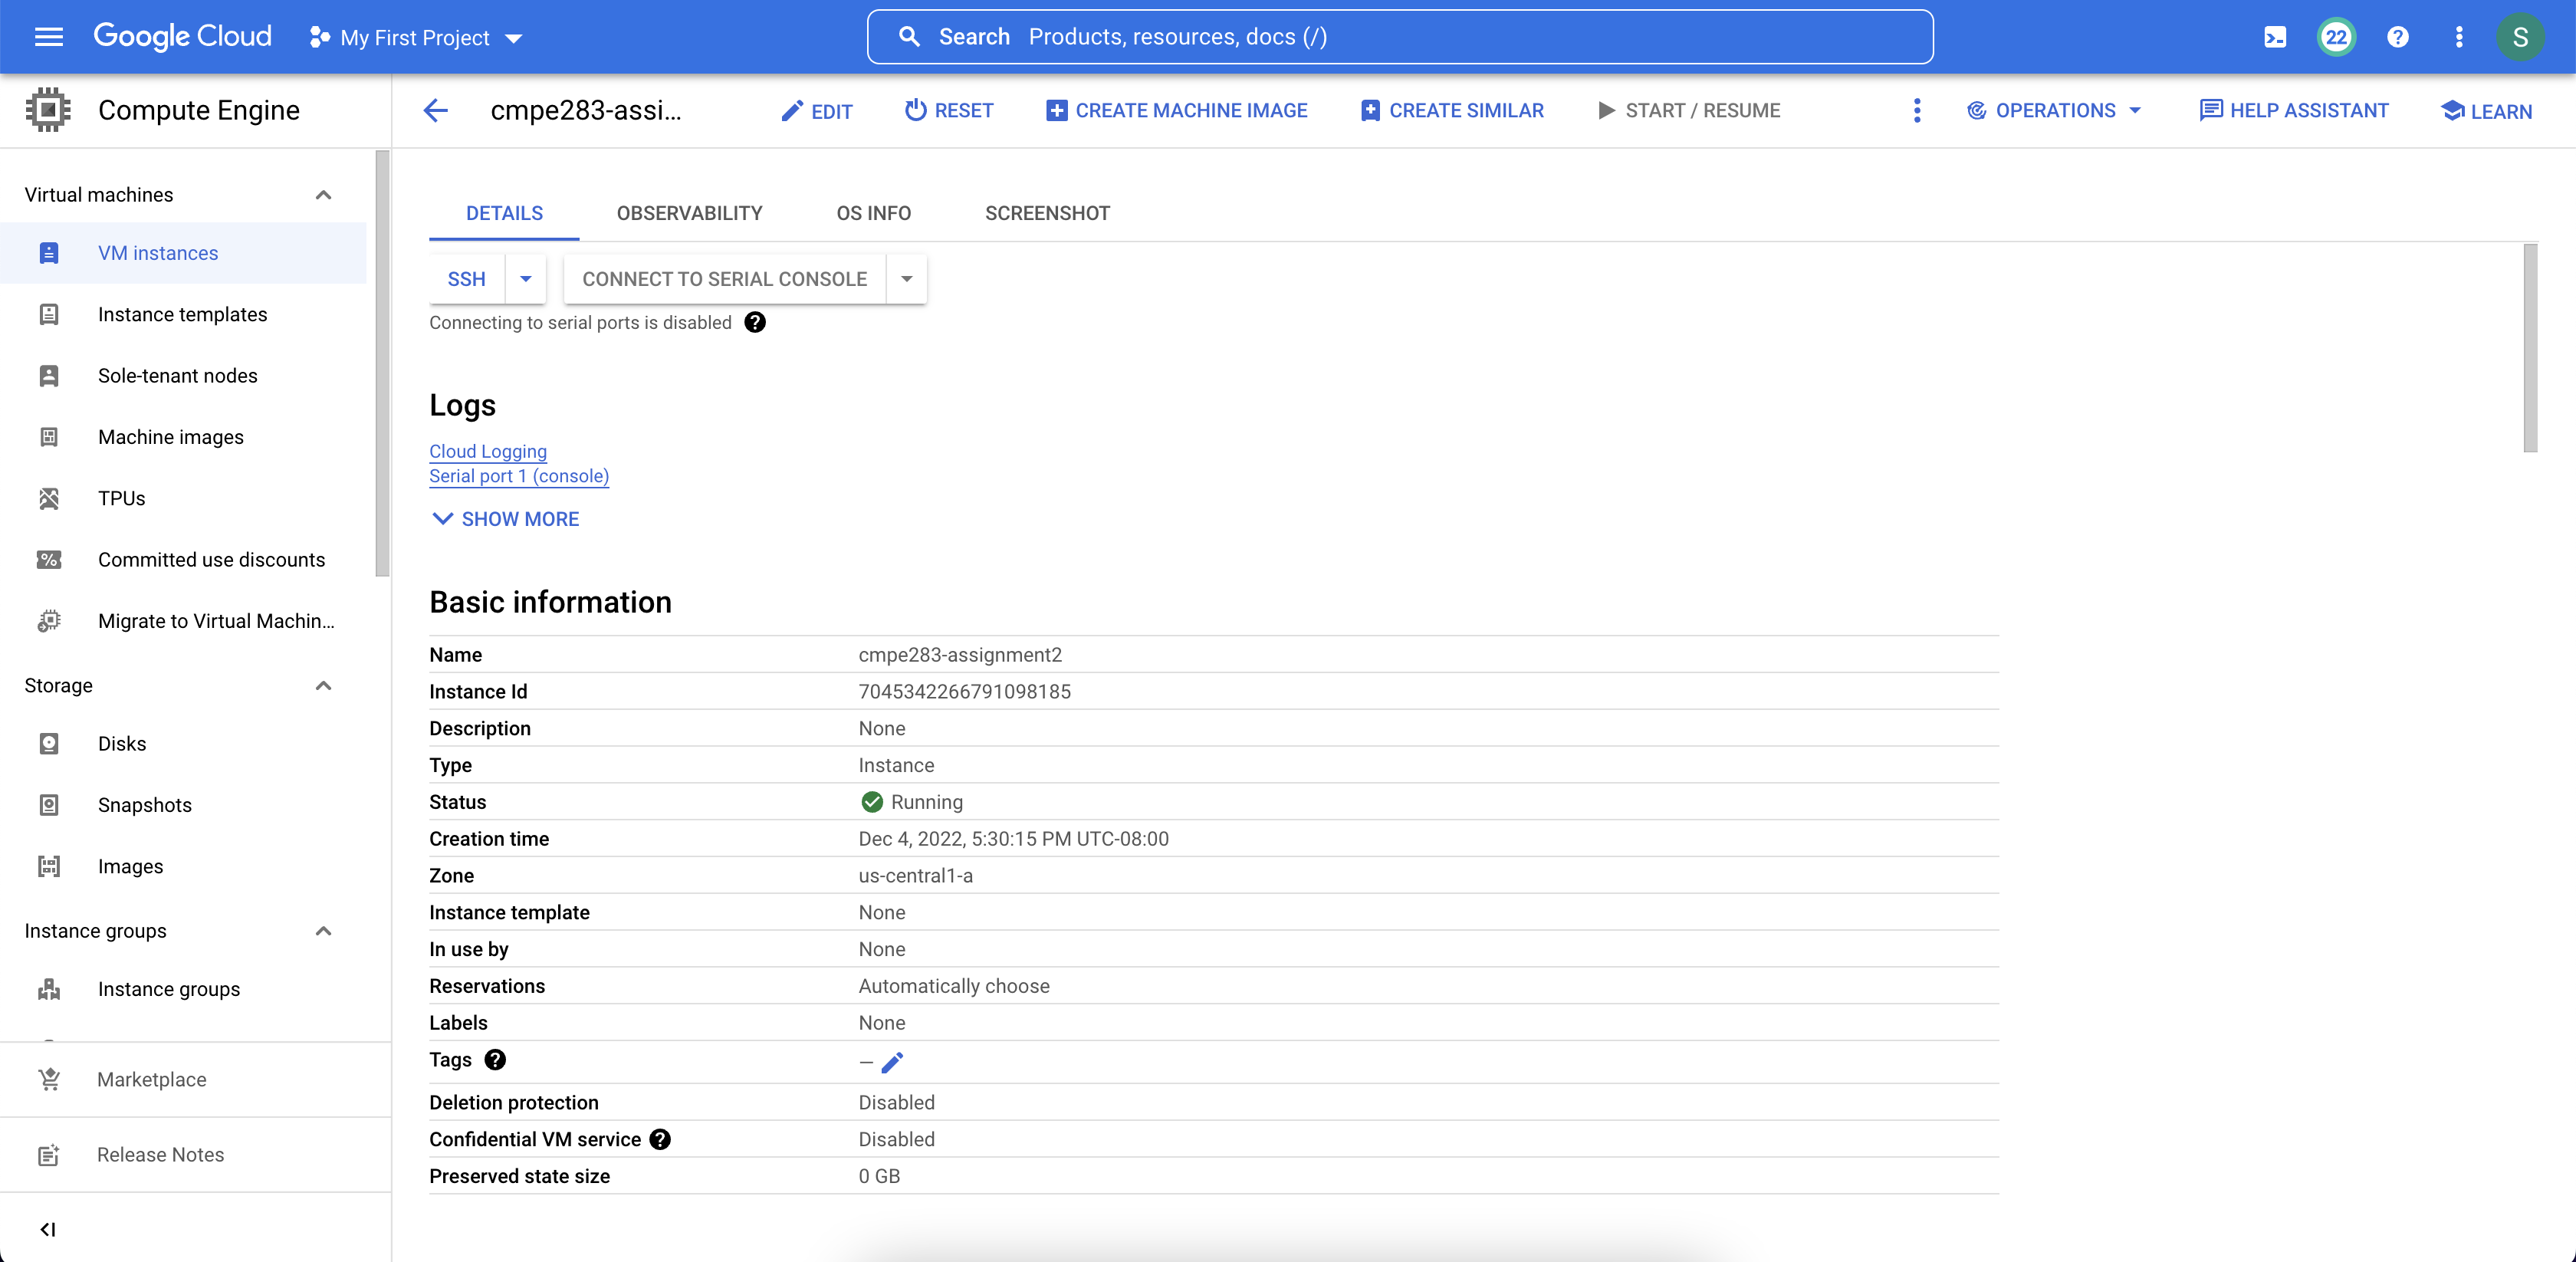 Google Cloud
My First Project
Search Products, resources, docs (/)
22
S
Compute Engine
cmpe283-assi...
EDIT
RESET
CREATE MACHINE IMAGE
CREATE SIMILAR
START / RESUME
OPERATIONS
HELP ASSISTANT
LEARN
Virtual machines
VM instances
Instance templates
Sole-tenant nodes
Machine images
TPUs
Committed use discounts
Migrate to Virtual Machin...
Storage
Disks
Snapshots
Images
Instance groups
Instance groups
Marketplace
Release Notes
DETAILS
OBSERVABILITY
OS INFO
SCREENSHOT
SSH
CONNECT TO SERIAL CONSOLE
Connecting to serial ports is disabled
Logs
Cloud Logging
Serial port 1 (console)
SHOW MORE
Basic information
Name cmpe283-assignment2
Instance Id 7045342266791098185
Description None
Type Instance
Status Running
Creation time Dec 4, 2022, 5:30:15 PM UTC-08:00
Zone us-central1-a
Instance template None
In use by None
Reservations Automatically choose
Labels None
Tags —
Deletion protection Disabled
Confidential VM service Disabled
Preserved state size 0 GB